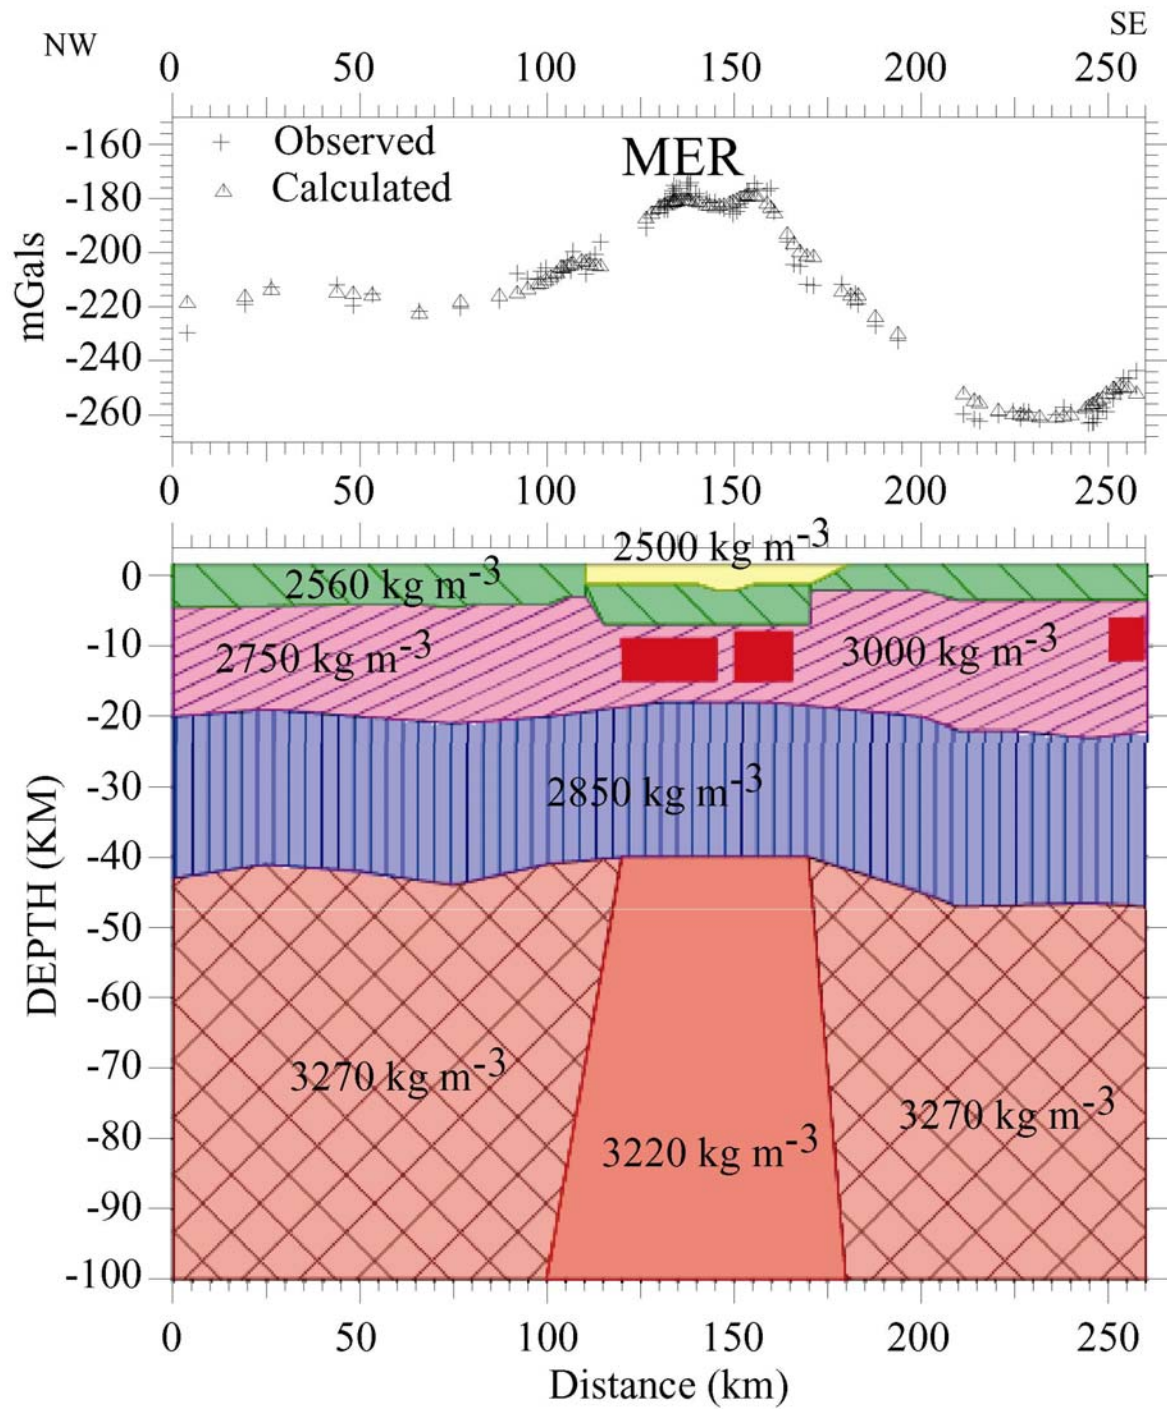 NW SE
0 50 100 150 200 250
-160
-180
-200
-220
-240
-260
mGals
Observed
Calculated
MER
0 50 100 150 200 250
2500 kg m-3
2560 kg m-3
2750 kg m-3
3000 kg m-3
2850 kg m-3
3270 kg m-3
3220 kg m-3
3270 kg m-3
0
-10
-20
-30
-40
-50
-60
-70
-80
-90
-100
DEPTH (KM)
0 50 100 150 200 250
Distance (km)